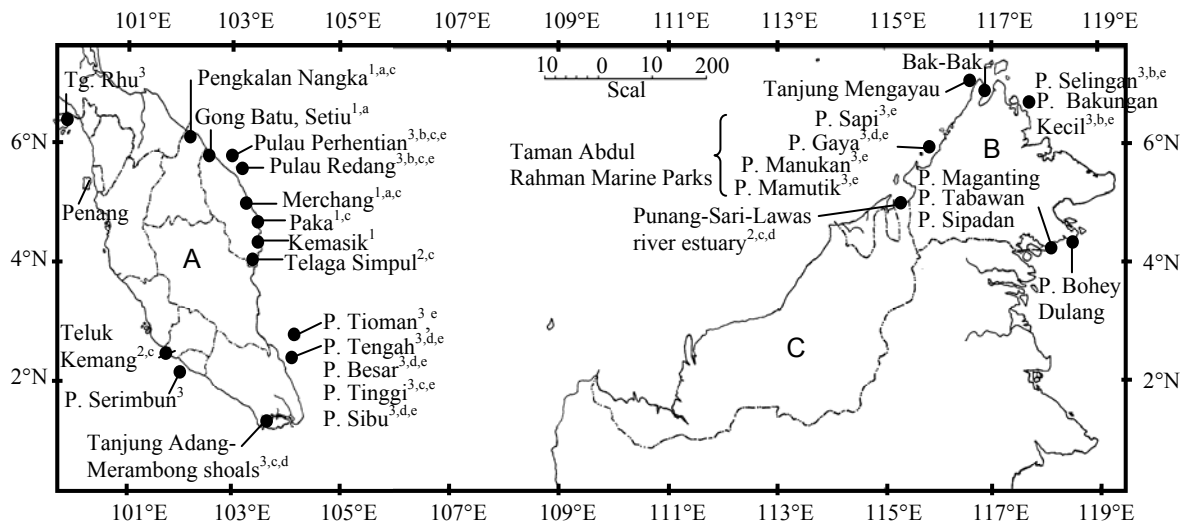 101°E 103°E 105°E 107°E 109°E 111°E 113°E 115°E 117°E 119°E
Tg. Rhu³
Pengkalan Nangka¹,ᵃ,ᶜ
Gong Batu, Setiu¹,ᵃ
Pulau Perhentian³,ᵇ,ᶜ,ᵉ
Pulau Redang³,ᵇ,ᶜ,ᵉ
6°N
Penang
Merchang¹,ᵃ,ᶜ
Paka¹,ᶜ
Kemasik¹
Telaga Simpul²,ᶜ
A
4°N
Teluk
Kemang²,ᶜ
P. Serimbun³
2°N
P. Tioman³,ᵉ
P. Tengah³,ᵈ,ᵉ
P. Besar³,ᵈ,ᵉ
P. Tinggi³,ᶜ,ᵉ
P. Sibu³,ᵈ,ᵉ
Tanjung Adang-
Merambong shoals³,ᶜ,ᵈ
10 0 10 200
Scal
Bak-Bak
Tanjung Mengayau
P. Selingan³,ᵇ,ᵉ
P. Bakungan
Kecil³,ᵇ,ᵉ
P. Sapi³,ᵉ
P. Gaya³,ᵈ,ᵉ
P. Manukan³,ᵉ
P. Mamutik³,ᵉ
Taman Abdul
Rahman Marine Parks
Punang-Sari-Lawas
river estuary²,ᶜ,ᵈ
B
6°N
P. Maganting
P. Tabawan
P. Sipadan
4°N
P. Bohey
Dulang
C
2°N
101°E 103°E 105°E 107°E 109°E 111°E 113°E 115°E 117°E 119°E